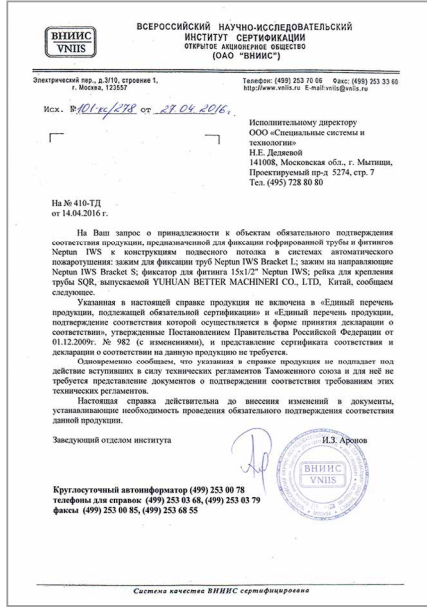 ВНИИС
VNIIS
ВСЕРОССИЙСКИЙ НАУЧНО-ИССЛЕДОВАТЕЛЬСКИЙ
ИНСТИТУТ СЕРТИФИКАЦИИ
ОТКРЫТОЕ АКЦИОНЕРНОЕ ОБЩЕСТВО
(ОАО "ВНИИС")
Электрический пер., д.3/10, строение 1,
г. Москва, 123557
Телефон: (499) 253 70 06 Факс: (499) 253 33 60
http://www.vniis.ru E-mail:vniis@vniis.ru
Исх. №101-кс/278 от 27.04.2016г.
Исполнительному директору
ООО «Специальные системы и
технологии»
Н.Е. Деляевой
141008, Московская обл., г. Мытищи,
Проектируемый пр-д 5274, стр. 7
Тел. (495) 728 80 80
На № 410-ТД
от 14.04.2016 г.
На Ваш запрос о принадлежности к объектам обязательного подтверждения
соответствия продукции, предназначенной для фиксации гофрированной трубы и фитингов
Neptun IWS к конструкциям подвесного потолка в системах автоматического
пожаротушения: зажим для фиксации труб Neptun IWS Bracket L; зажим на направляющие
Neptun IWS Bracket S; фиксатор для фитинга 15x1/2" Neptun IWS; рейка для крепления
трубы SQR, выпускаемой YUHUAN BETTER MACHINERI CO., LTD, Китай, сообщаем
следующее.
Указанная в настоящей справке продукция не включена в «Единый перечень
продукции, подлежащей обязательной сертификации» и «Единый перечень продукции,
подтверждение соответствия которой осуществляется в форме принятия декларации о
соответствии», утвержденные Постановлением Правительства Российской Федерации от
01.12.2009г. № 982 (с изменениями), и представление сертификата соответствия и
декларации о соответствии на данную продукцию не требуется.
Одновременно сообщаем, что указанная в справке продукция не подпадает под
действие вступивших в силу технических регламентов Таможенного союза и для неё не
требуется представление документов о подтверждении соответствия требованиям этих
технических регламентов.
Настоящая справка действительна до внесения изменений в документы,
устанавливающие необходимость проведения обязательного подтверждения соответствия
данной продукции.
Заведующий отделом института
И.З. Аронов
ВНИИС
VNIIS
Круглосуточный автоинформатор (499) 253 00 78
телефоны для справок (499) 253 03 68, (499) 253 03 79
факсы (499) 253 00 85, (499) 253 68 55
Система качества ВНИИС сертифицирована